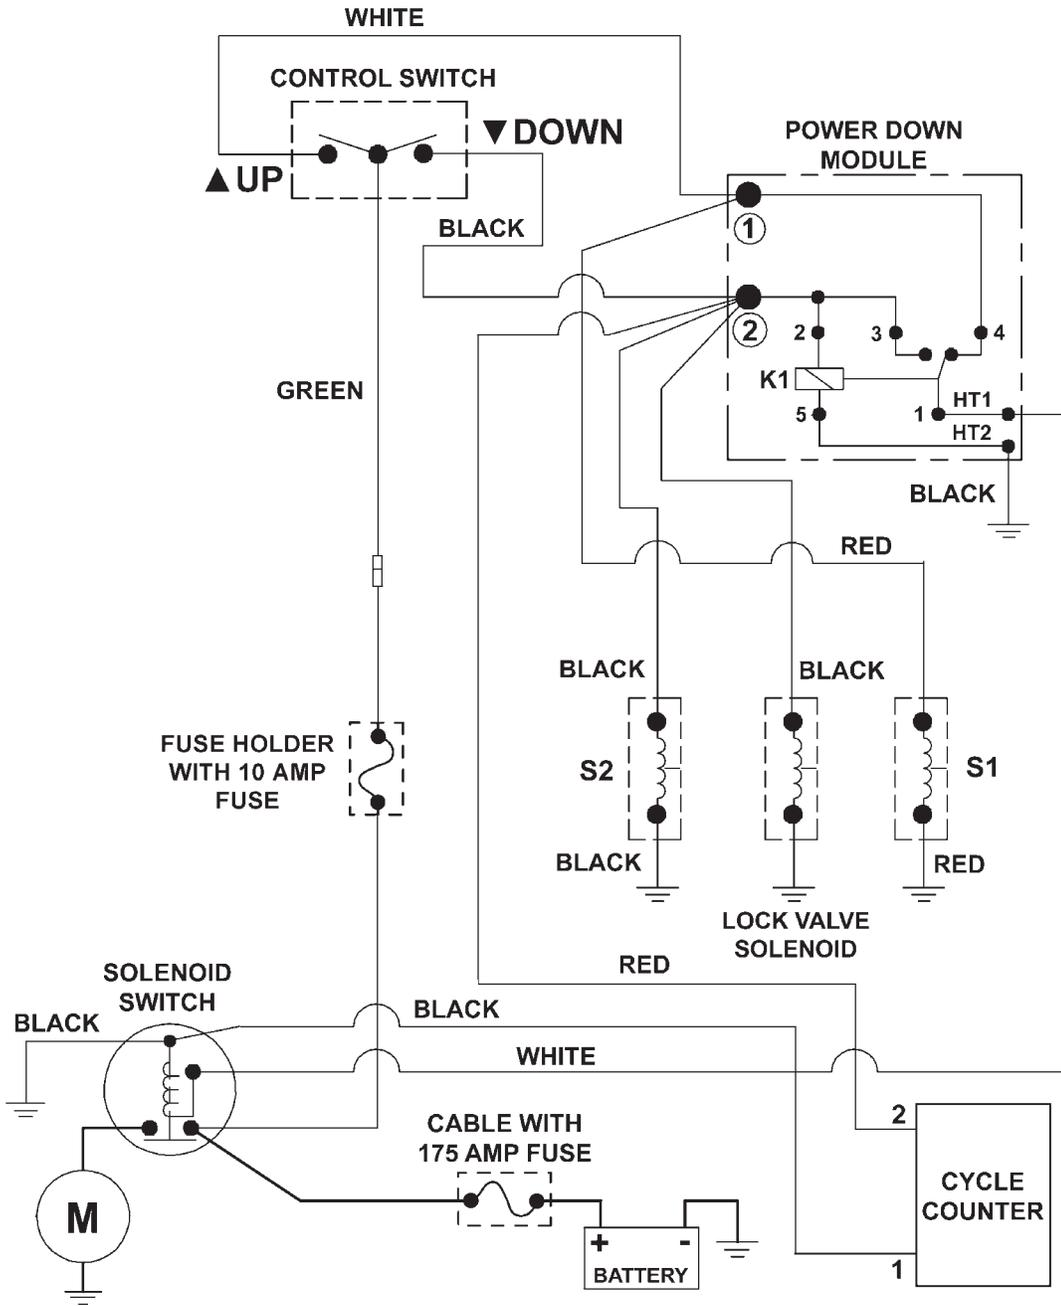 WHITE
CONTROL SWITCH
▼DOWN
▲UP
POWER DOWN
MODULE
BLACK
1
2
2
3
4
K1
5
1
HT1
HT2
GREEN
BLACK
RED
BLACK
BLACK
FUSE HOLDER
WITH 10 AMP
FUSE
S2
S1
BLACK
RED
LOCK VALVE
SOLENOID
RED
SOLENOID
SWITCH
BLACK
BLACK
WHITE
CABLE WITH
175 AMP FUSE
2
CYCLE
COUNTER
1
M
+
-
BATTERY